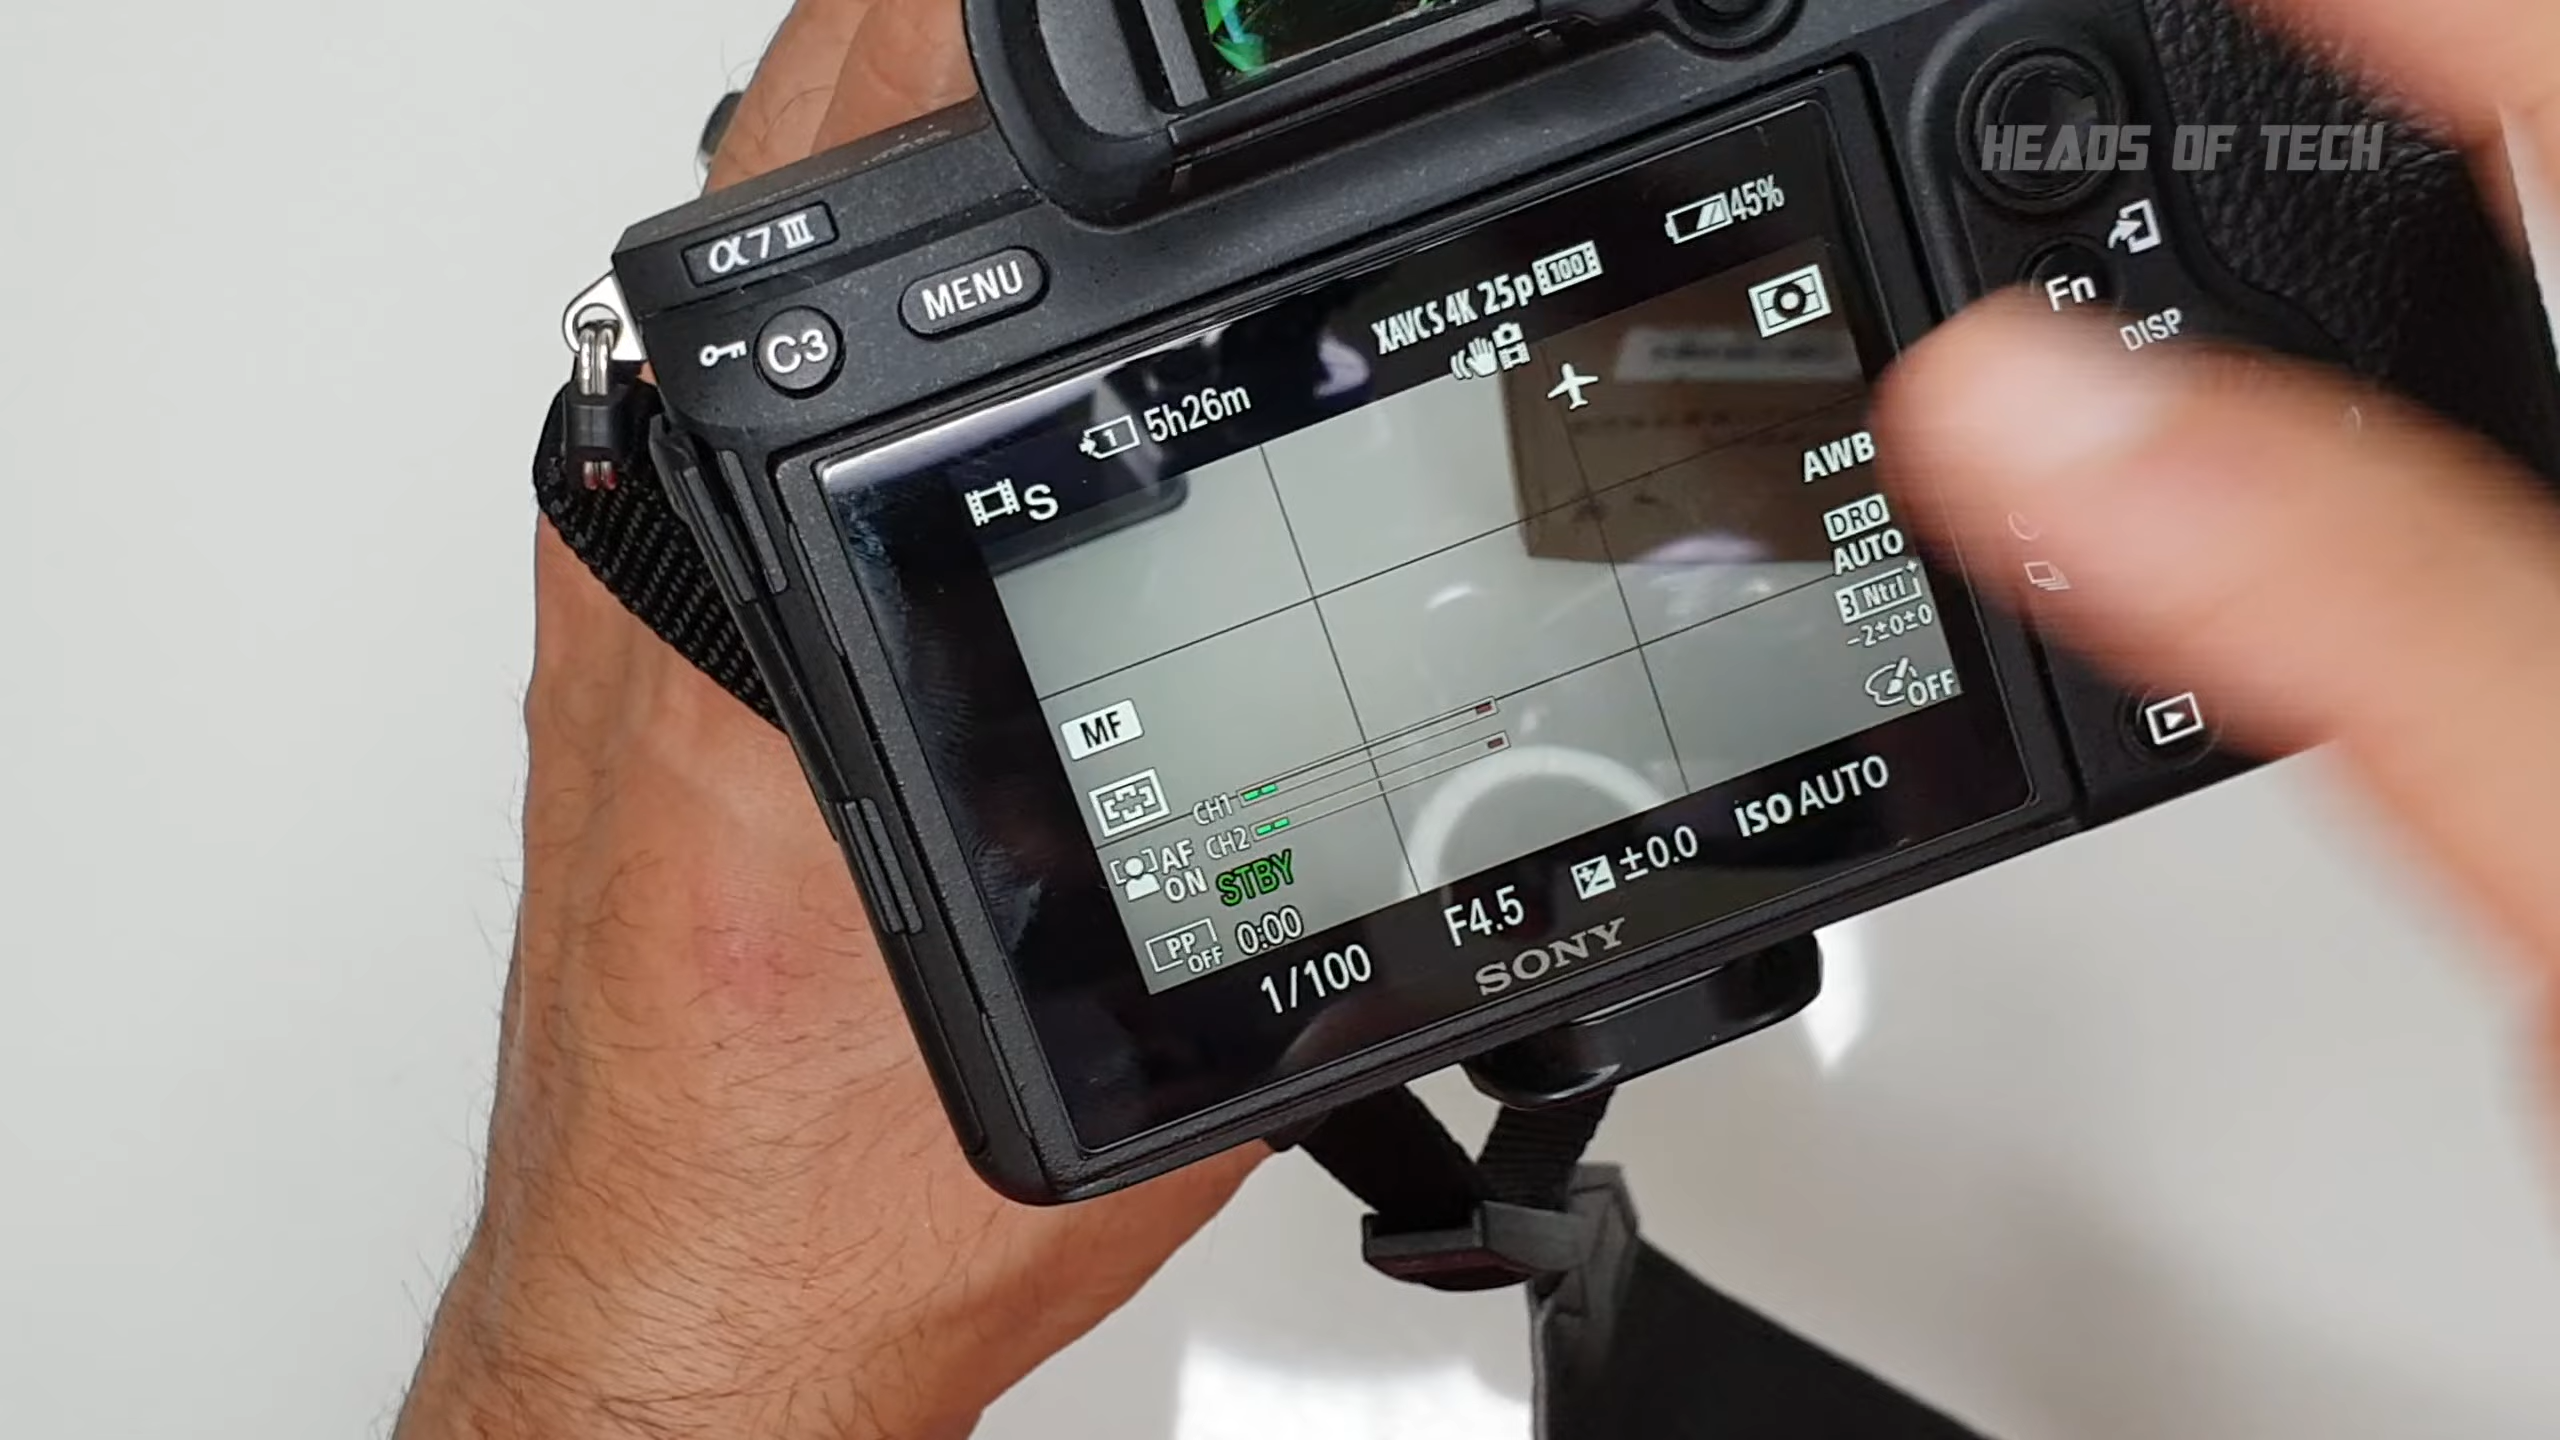 HEADS OF TECH
α7 III
MENU
C3
Fn
DISP
45%
XAVC S 4K 25p 100
1 5h26m
S
AWB
DRO
AUTO
3 Ntrl
-2±0±0
OFF
MF
CH1
CH2
AF
ON
STBY
PP
OFF
0:00
1/100
F4.5
±0.0
ISO AUTO
SONY